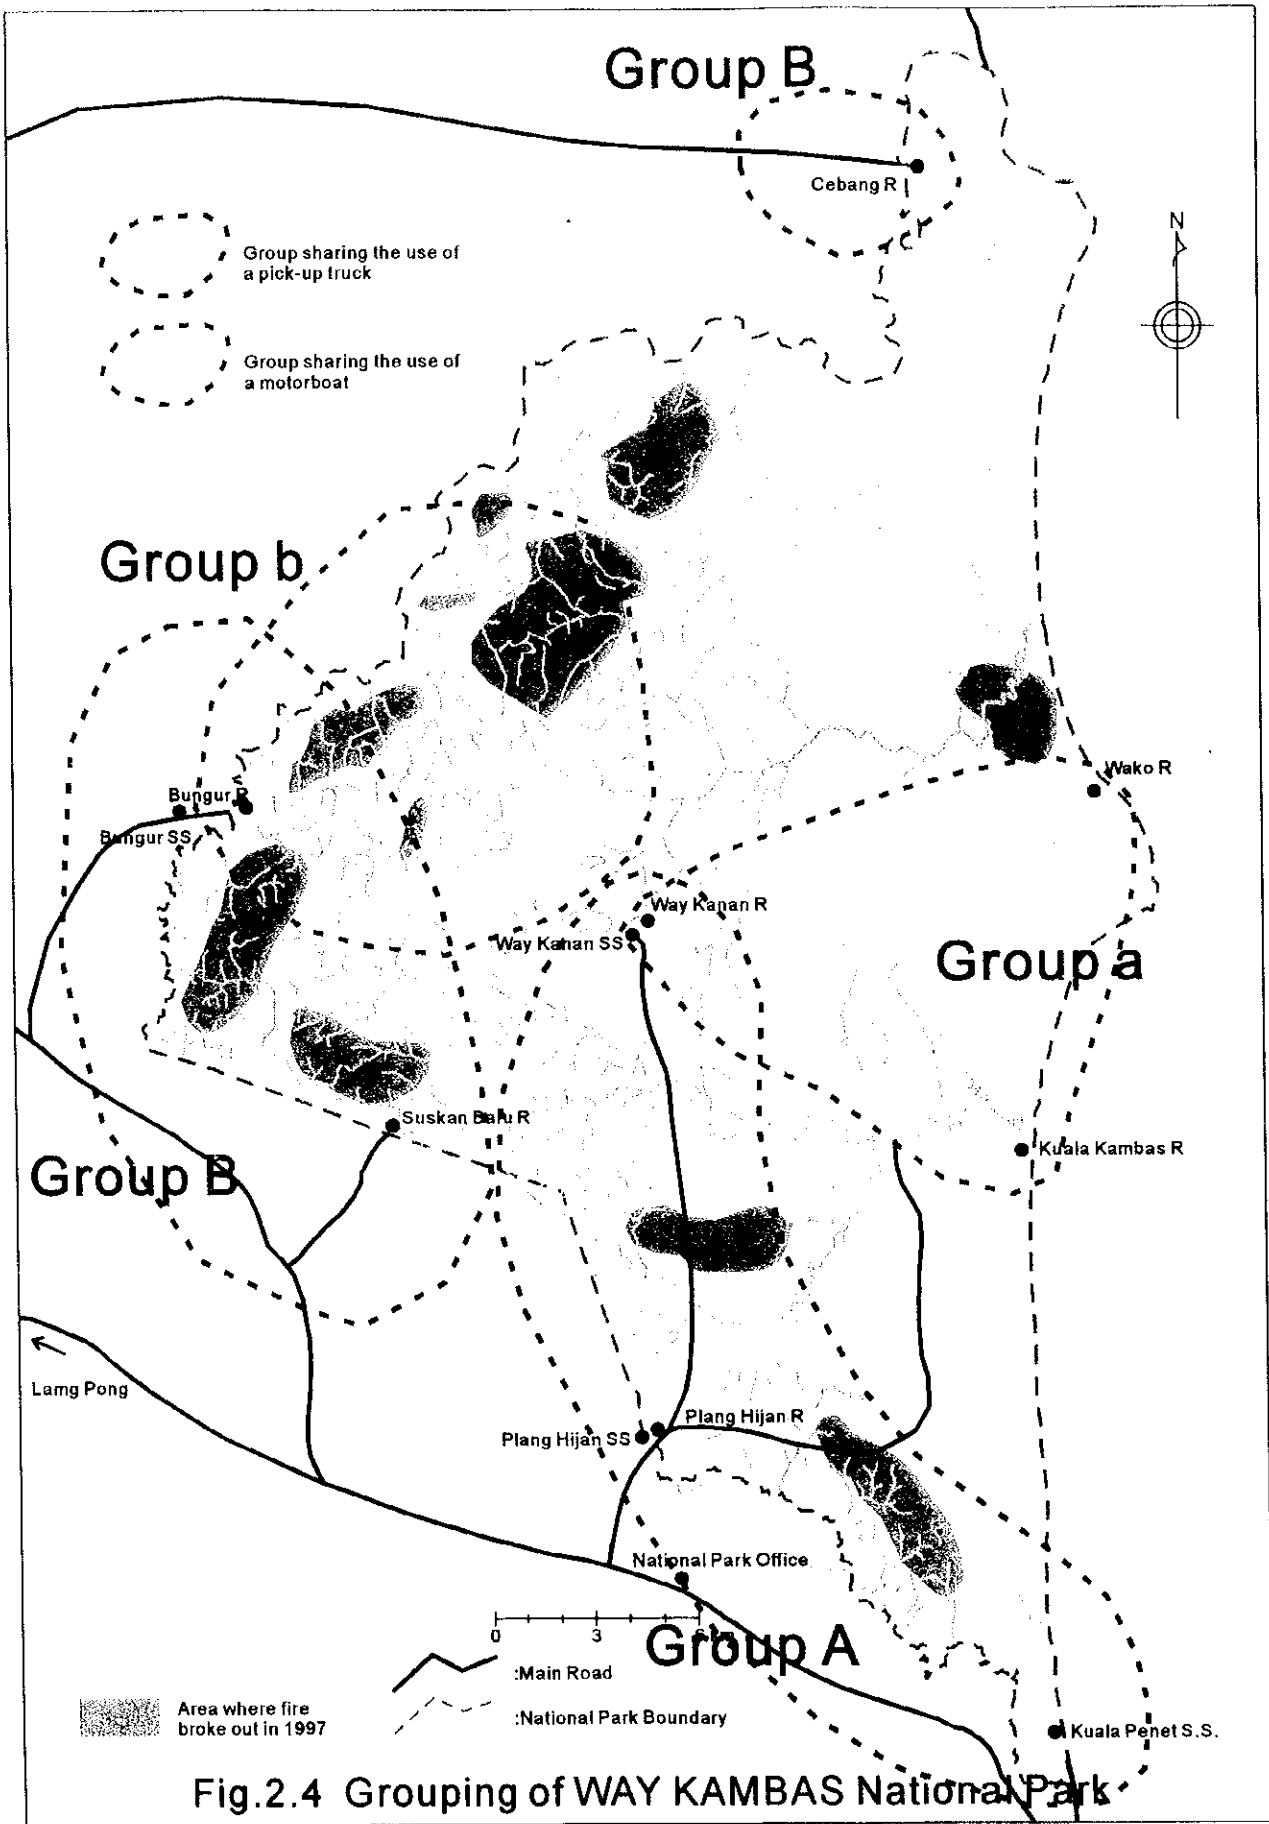 Group B
Cebang R
N
Group sharing the use of
a pick-up truck
Group sharing the use of
a motorboat
Group b
Wako R
Bungur R
Bungur SS
Way Kanan R
Way Kanan SS
Group a
Suskan Baru R
Kuala Kambas R
Group B
Lamg Pong
Plang Hijan R
Plang Hijan SS
National Park Office
0 3
Group A
:Main Road
Area where fire
broke out in 1997
:National Park Boundary
Kuala Penet S.S.
Fig.2.4 Grouping of WAY KAMBAS National Park